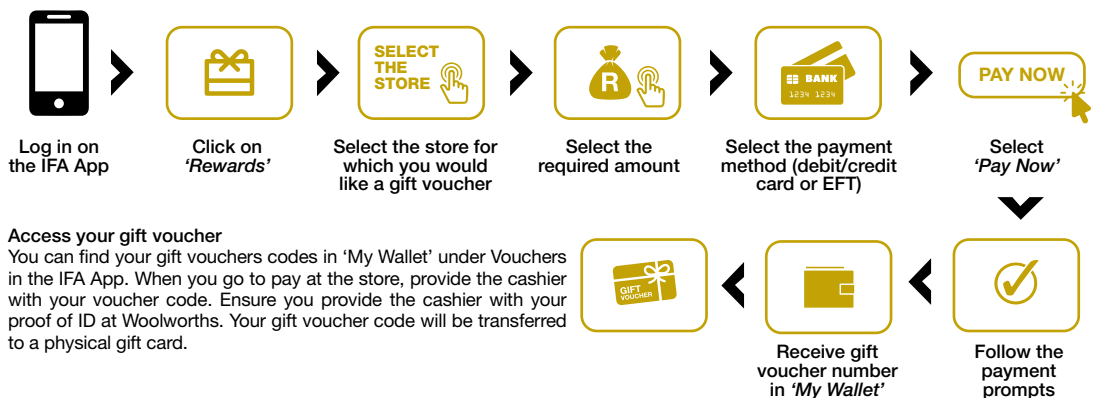 SELECT
THE
STORE
R
BANK
1234 1234
PAY NOW
Log in on
the IFA App
Click on
'Rewards'
Select the store for
which you would
like a gift voucher
Select the
required amount
Select the payment
method (debit/credit
card or EFT)
Select
'Pay Now'
Access your gift voucher
You can find your gift vouchers codes in 'My Wallet' under Vouchers
in the IFA App. When you go to pay at the store, provide the cashier
with your voucher code. Ensure you provide the cashier with your
proof of ID at Woolworths. Your gift voucher code will be transferred
to a physical gift card.
GIFT
VOUCHER
Receive gift
voucher number
in 'My Wallet'
Follow the
payment
prompts